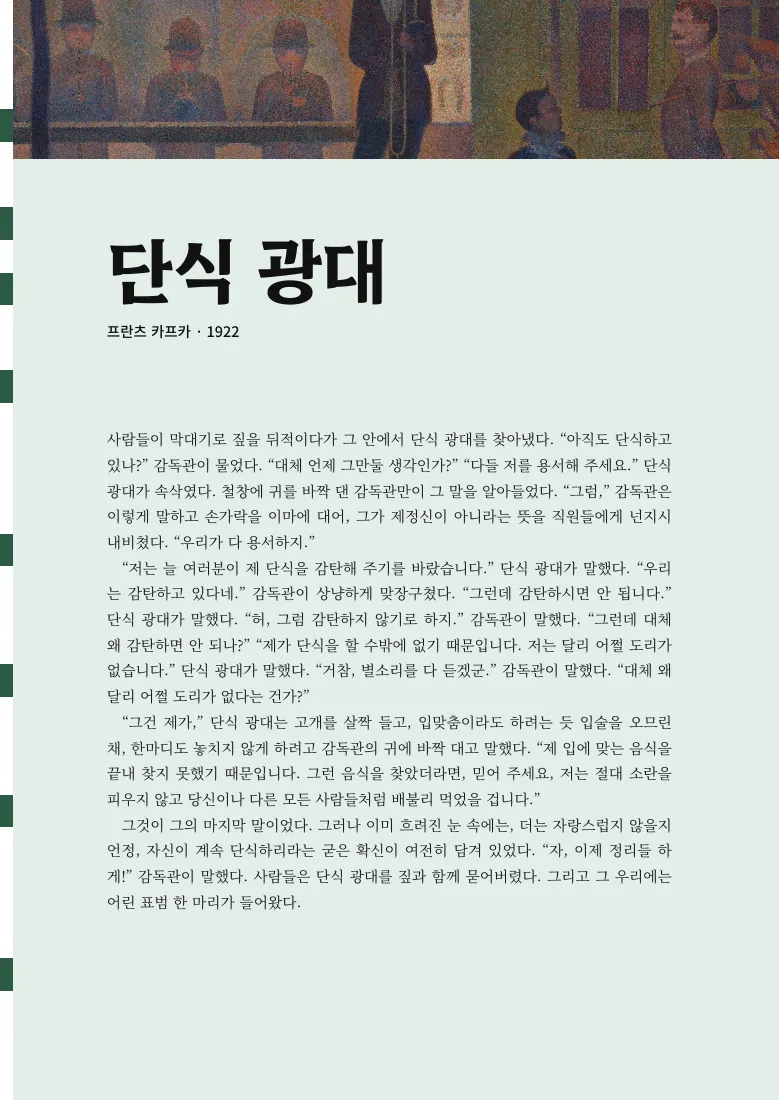 단식 광대
프란츠 카프카 · 1922
사람들이 막대기로 짚을 뒤적이다가 그 안에서 단식 광대를 찾아냈다. “아직도 단식하고
있나?” 감독관이 물었다. “대체 언제 그만둘 생각인가?” “다들 저를 용서해 주세요.” 단식
광대가 속삭였다. 철창에 귀를 바짝 댄 감독관만이 그 말을 알아들었다. “그럼,” 감독관은
이렇게 말하고 손가락을 이마에 대어, 그가 제정신이 아니라는 뜻을 직원들에게 넌지시
내비쳤다. “우리가 다 용서하지.”
“저는 늘 여러분이 제 단식을 감탄해 주기를 바랐습니다.” 단식 광대가 말했다. “우리
는 감탄하고 있다네.” 감독관이 상냥하게 맞장구쳤다. “그런데 감탄하시면 안 됩니다.”
단식 광대가 말했다. “허, 그럼 감탄하지 않기로 하지.” 감독관이 말했다. “그런데 대체
왜 감탄하면 안 되나?” “제가 단식을 할 수밖에 없기 때문입니다. 저는 달리 어쩔 도리가
없습니다.” 단식 광대가 말했다. “거참, 별소리를 다 듣겠군.” 감독관이 말했다. “대체 왜
달리 어쩔 도리가 없다는 건가?”
“그건 제가,” 단식 광대는 고개를 살짝 들고, 입맞춤이라도 하려는 듯 입술을 오므린
채, 한마디도 놓치지 않게 하려고 감독관의 귀에 바짝 대고 말했다. “제 입에 맞는 음식을
끝내 찾지 못했기 때문입니다. 그런 음식을 찾았더라면, 믿어 주세요, 저는 절대 소란을
피우지 않고 당신이나 다른 모든 사람들처럼 배불리 먹었을 겁니다.”
그것이 그의 마지막 말이었다. 그러나 이미 흐려진 눈 속에는, 더는 자랑스럽지 않을지
언정, 자신이 계속 단식하리라는 굳은 확신이 여전히 담겨 있었다. “자, 이제 정리들 하
게!” 감독관이 말했다. 사람들은 단식 광대를 짚과 함께 묻어버렸다. 그리고 그 우리에는
어린 표범 한 마리가 들어왔다.